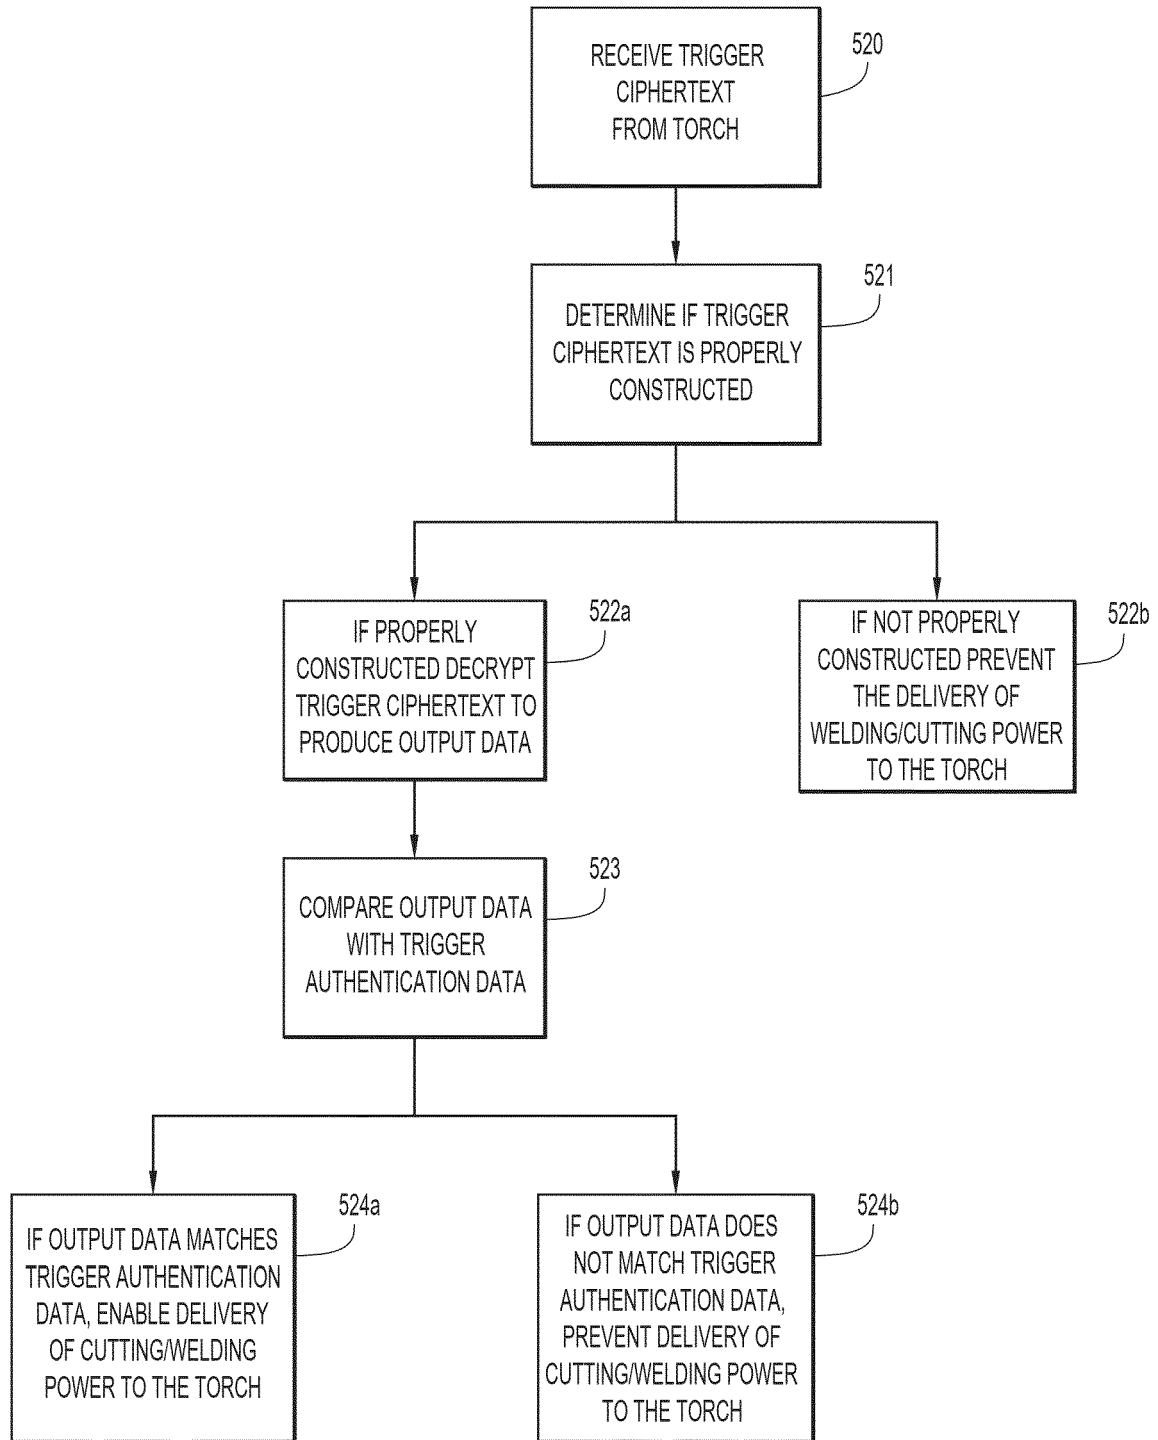 RECEIVE TRIGGER
CIPHERTEXT
FROM TORCH
520
DETERMINE IF TRIGGER
CIPHERTEXT IS PROPERLY
CONSTRUCTED
521
IF PROPERLY
CONSTRUCTED DECRYPT
TRIGGER CIPHERTEXT TO
PRODUCE OUTPUT DATA
522a
IF NOT PROPERLY
CONSTRUCTED PREVENT
THE DELIVERY OF
WELDING/CUTTING POWER
TO THE TORCH
522b
COMPARE OUTPUT DATA
WITH TRIGGER
AUTHENTICATION DATA
523
IF OUTPUT DATA MATCHES
TRIGGER AUTHENTICATION
DATA, ENABLE DELIVERY
OF CUTTING/WELDING
POWER TO THE TORCH
524a
IF OUTPUT DATA DOES
NOT MATCH TRIGGER
AUTHENTICATION DATA,
PREVENT DELIVERY OF
CUTTING/WELDING POWER
TO THE TORCH
524b